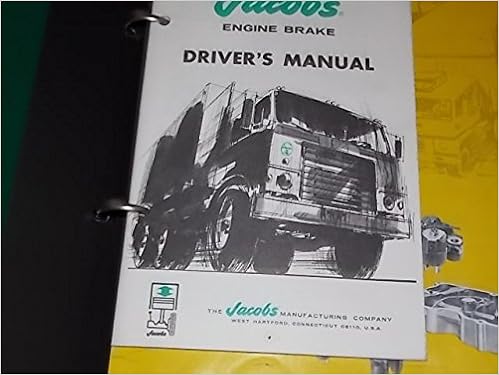 Jacobs®
ENGINE BRAKE
DRIVER'S MANUAL
Jacobs
THE Jacobs MANUFACTURING COMPANY
WEST HARTFORD, CONNECTICUT 06110, U.S.A.